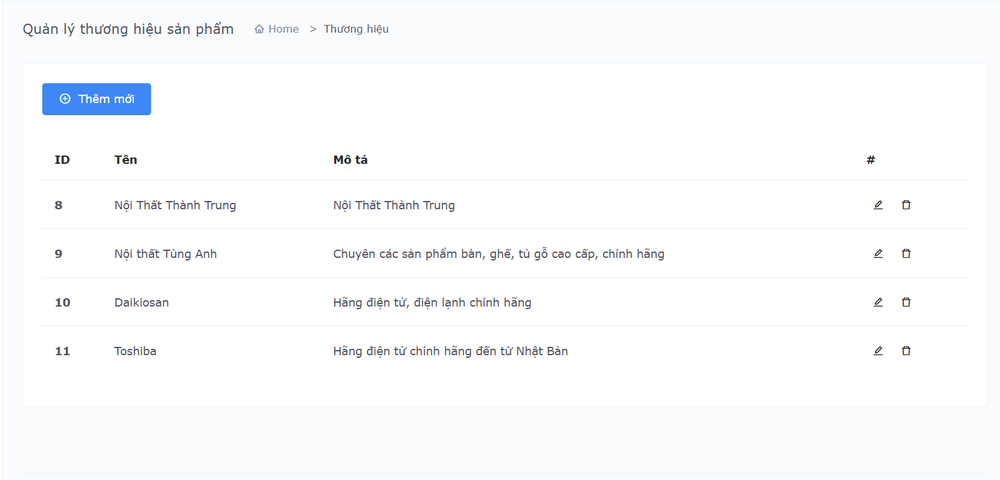 Quản lý thương hiệu sản phẩm Home > Thương hiệu
Thêm mới
ID Tên Mô tả #
8 Nội Thất Thành Trung Nội Thất Thành Trung
9 Nội thất Tùng Anh Chuyên các sản phẩm bàn, ghế, tủ gỗ cao cấp, chính hãng
10 Daikiosan Hãng điện tử, điện lạnh chính hãng
11 Toshiba Hãng điện tử chính hãng đến từ Nhật Bản